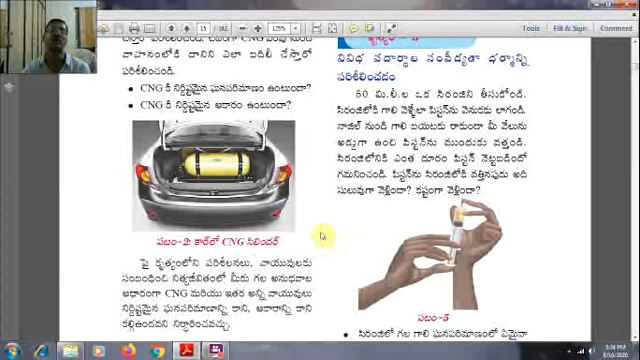 15
125%
Tools
Fill & Sign
Comment
వాహనంలోకి దానిని ఎలా బదిలీ చేస్తారో
పరిశీలించండి.
• CNG కి నిర్దిష్టమైన ఘనపరిమాణం ఉంటుందా?
• CNG కి నిర్దిష్టమైన ఆకారం ఉంటుందా?
పటం-2: కార్‌లో CNG సిలిండర్
పై కృత్యంలోని పరిశీలనలు, వాయువులకు
సంబంధించి నిత్యజీవితంలో మీకు గల అనుభవాల
ఆధారంగా CNG మరియు ఇతర అన్ని వాయువులు
నిర్దిష్టమైన ఘనపరిమాణాన్ని కాని, ఆకారాన్ని కాని
కల్గిఉండవని నిర్ధారించవచ్చు.
వివిధ పదార్థాల సంపీడ్యతా ధర్మాన్ని
పరిశీలించడం
50 మి.లీ.ల ఒక సిరంజిని తీసుకోండి.
సిరంజిలోకి గాలి వెళ్ళేలా పిస్టన్‌ను వెనుకకు లాగండి.
నాజిల్ నుండి గాలి బయటకు రాకుండా మీ వేలును
అడ్డుగా ఉంచి పిస్టన్‌ను ముందుకు వత్తండి.
సిరంజిలోనికి ఎంత దూరం పిస్టన్ నెట్టబడిందో
గమనించండి. పిస్టన్‌ను సిరంజిలోకి వత్తినపుడు అది
సులువుగా వెళ్లిందా? కష్టంగా వెళ్లిందా?
పటం-5
• సిరంజిలో గల గాలి ఘనపరిమాణంలో ఏమైనా